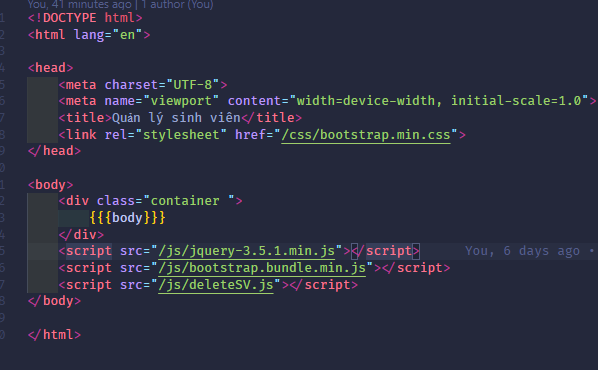 You, 41 minutes ago | 1 author (You)
<!DOCTYPE html>
<html lang="en">
<head>
<meta charset="UTF-8">
<meta name="viewport" content="width=device-width, initial-scale=1.0">
<title>Quản lý sinh viên</title>
<link rel="stylesheet" href="/css/bootstrap.min.css">
</head>
<body>
<div class="container ">
{{{body}}}
</div>
<script src="/js/jquery-3.5.1.min.js"></script> You, 6 days ago •
<script src="/js/bootstrap.bundle.min.js"></script>
<script src="/js/deleteSV.js"></script>
</body>
</html>